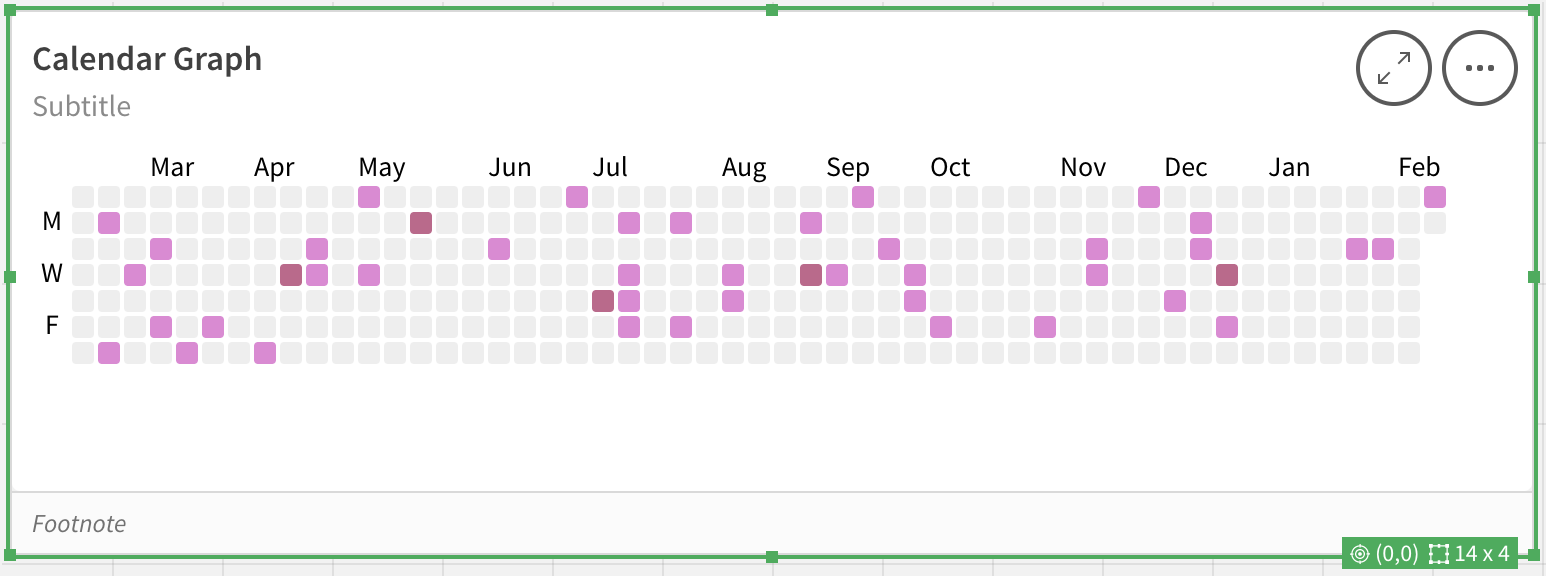 Calendar Graph
Subtitle
Mar Apr May Jun Jul Aug Sep Oct Nov Dec Jan Feb
M
W
F
Footnote
(0,0) 14 x 4